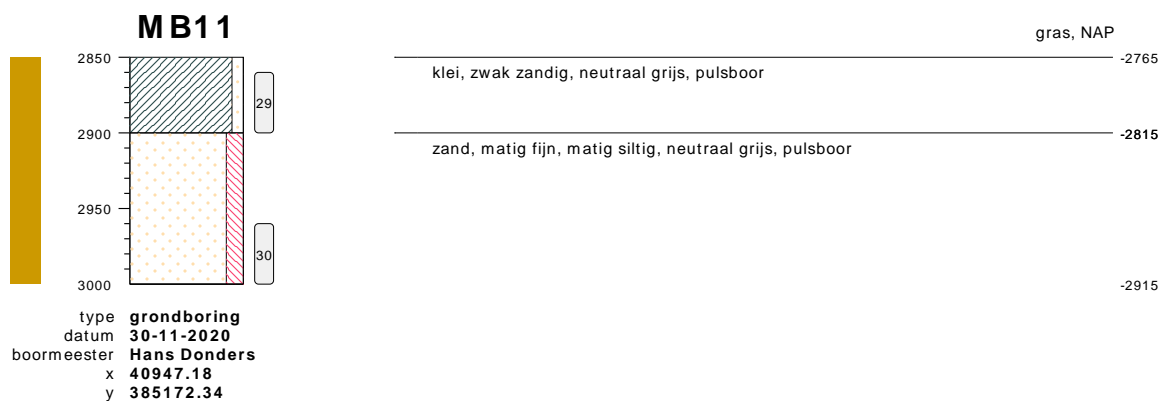 MB11
gras, NAP
2850
-2765
klei, zwak zandig, neutraal grijs, pulsboor
29
2900
-2815
zand, matig fijn, matig siltig, neutraal grijs, pulsboor
2950
30
3000
-2915
type grondboring
datum 30-11-2020
boormeester Hans Donders
x 40947.18
y 385172.34